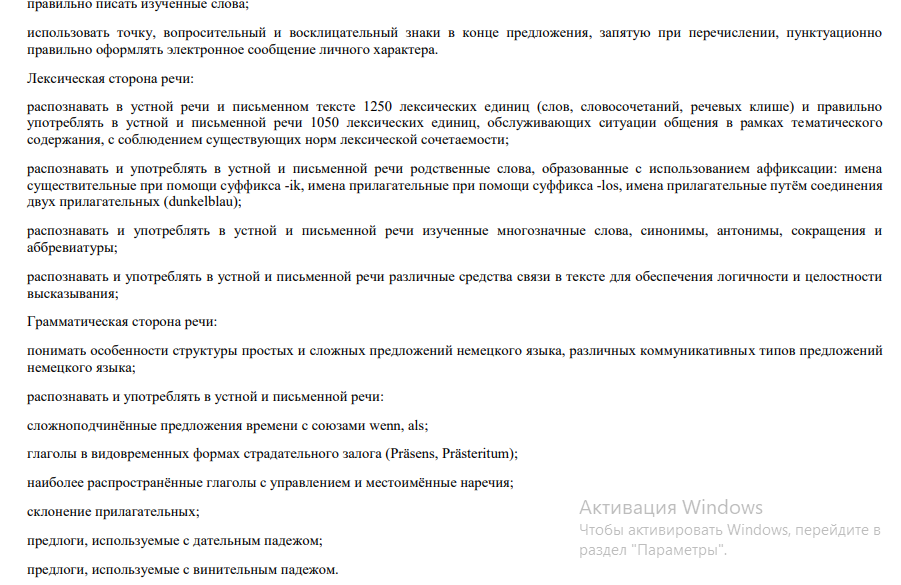 правильно писать изученные слова;
использовать точку, вопросительный и восклицательный знаки в конце предложения, запятую при перечислении, пунктуационно
правильно оформлять электронное сообщение личного характера.
Лексическая сторона речи:
распознавать в устной речи и письменном тексте 1250 лексических единиц (слов, словосочетаний, речевых клише) и правильно
употреблять в устной и письменной речи 1050 лексических единиц, обслуживающих ситуации общения в рамках тематического
содержания, с соблюдением существующих норм лексической сочетаемости;
распознавать и употреблять в устной и письменной речи родственные слова, образованные с использованием аффиксации: имена
существительные при помощи суффикса -ik, имена прилагательные при помощи суффикса -los, имена прилагательные путём соединения
двух прилагательных (dunkelblau);
распознавать и употреблять в устной и письменной речи изученные многозначные слова, синонимы, антонимы, сокращения и
аббревиатуры;
распознавать и употреблять в устной и письменной речи различные средства связи в тексте для обеспечения логичности и целостности
высказывания;
Грамматическая сторона речи:
понимать особенности структуры простых и сложных предложений немецкого языка, различных коммуникативных типов предложений
немецкого языка;
распознавать и употреблять в устной и письменной речи:
сложноподчинённые предложения времени с союзами wenn, als;
глаголы в видовременных формах страдательного залога (Präsens, Prästeritum);
наиболее распространённые глаголы с управлением и местоимённые наречия;
склонение прилагательных;
предлоги, используемые с дательным падежом;
предлоги, используемые с винительным падежом.
Активация Windows
Чтобы активировать Windows, перейдите в
раздел "Параметры".